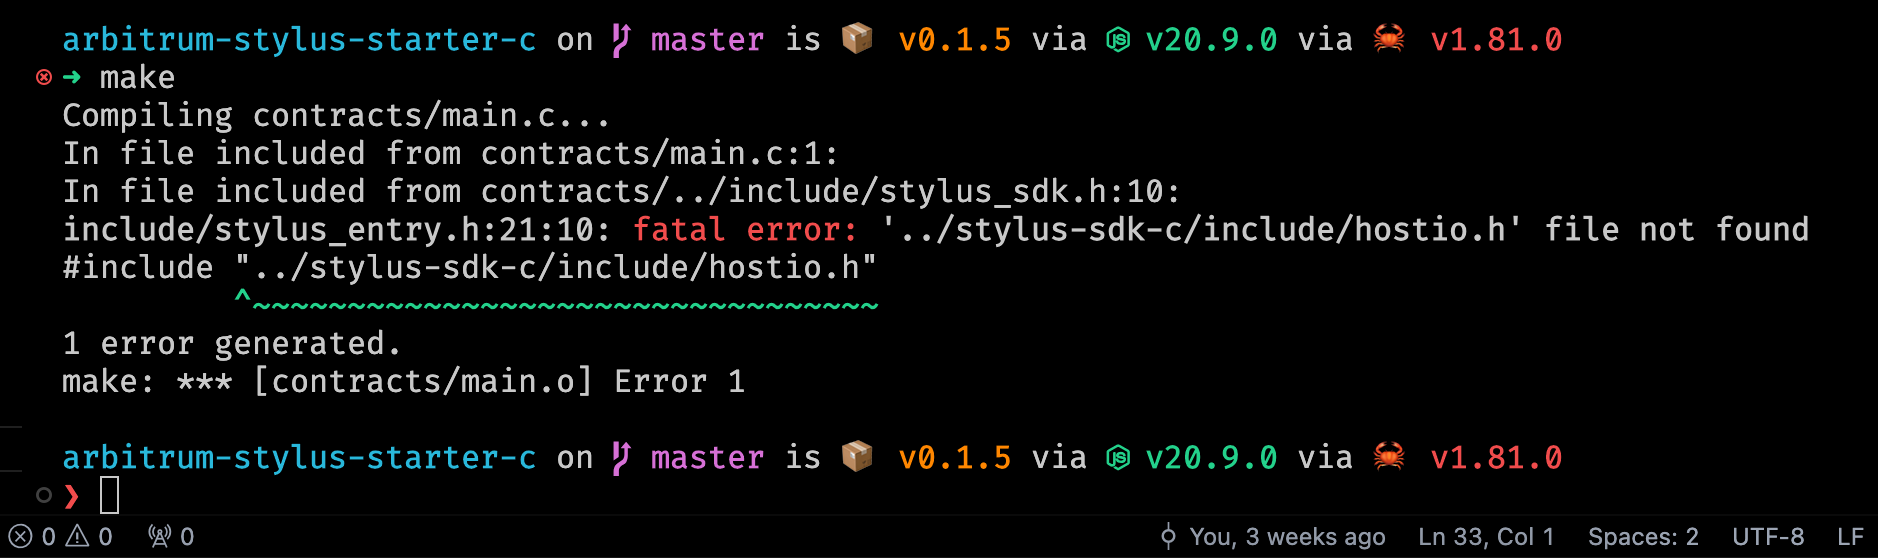 arbitrum-stylus-starter-c on master is 📦 v0.1.5 via v20.9.0 via 🦀 v1.81.0
➜ make
Compiling contracts/main.c...
In file included from contracts/main.c:1:
In file included from contracts/../include/stylus_sdk.h:10:
include/stylus_entry.h:21:10: fatal error: '../stylus-sdk-c/include/hostio.h' file not found
#include "../stylus-sdk-c/include/hostio.h"
         ^~~~~~~~~~~~~~~~~~~~~~~~~~~~~~~~~~
1 error generated.
make: *** [contracts/main.o] Error 1
arbitrum-stylus-starter-c on master is 📦 v0.1.5 via v20.9.0 via 🦀 v1.81.0
❯
0 0 0 You, 3 weeks ago Ln 33, Col 1 Spaces: 2 UTF-8 LF